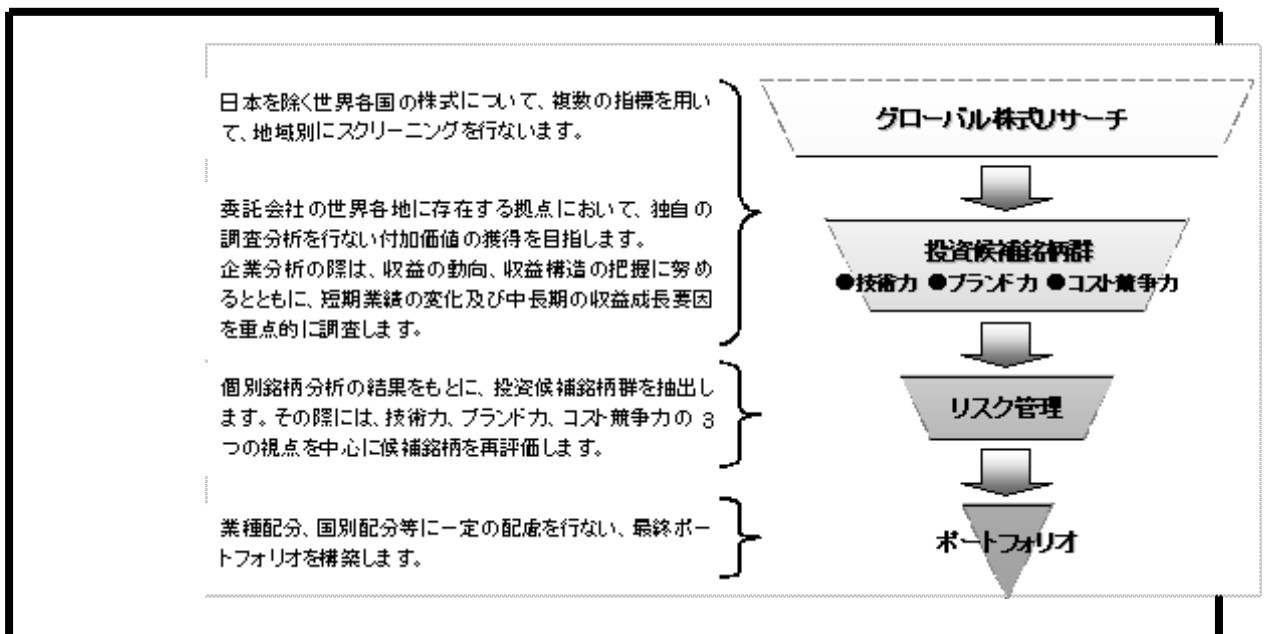 日本を除く世界各国の株式について、複数の指標を用い
て、地域別にスクリーニングを行ないます。
委託会社の世界各地に存在する拠点において、独自の
調査分析を行ない付加価値の獲得を目指します。
企業分析の際は、収益の動向、収益構造の把握に努め
るとともに、短期業績の変化及び中長期の収益成長要因
を重点的に調査します。
個別銘柄分析の結果をもとに、投資候補銘柄群を抽出し
ます。その際には、技術力、ブランド力、コスト競争力の 3
つの視点を中心に候補銘柄を再評価します。
業種配分、国別配分等に一定の配慮を行ない、最終ポー
トフォリオを構築します。
グローバル株式リサーチ
投資候補銘柄群
●技術力 ●ブランド力 ●コスト競争力
リスク管理
ポートフォリオ